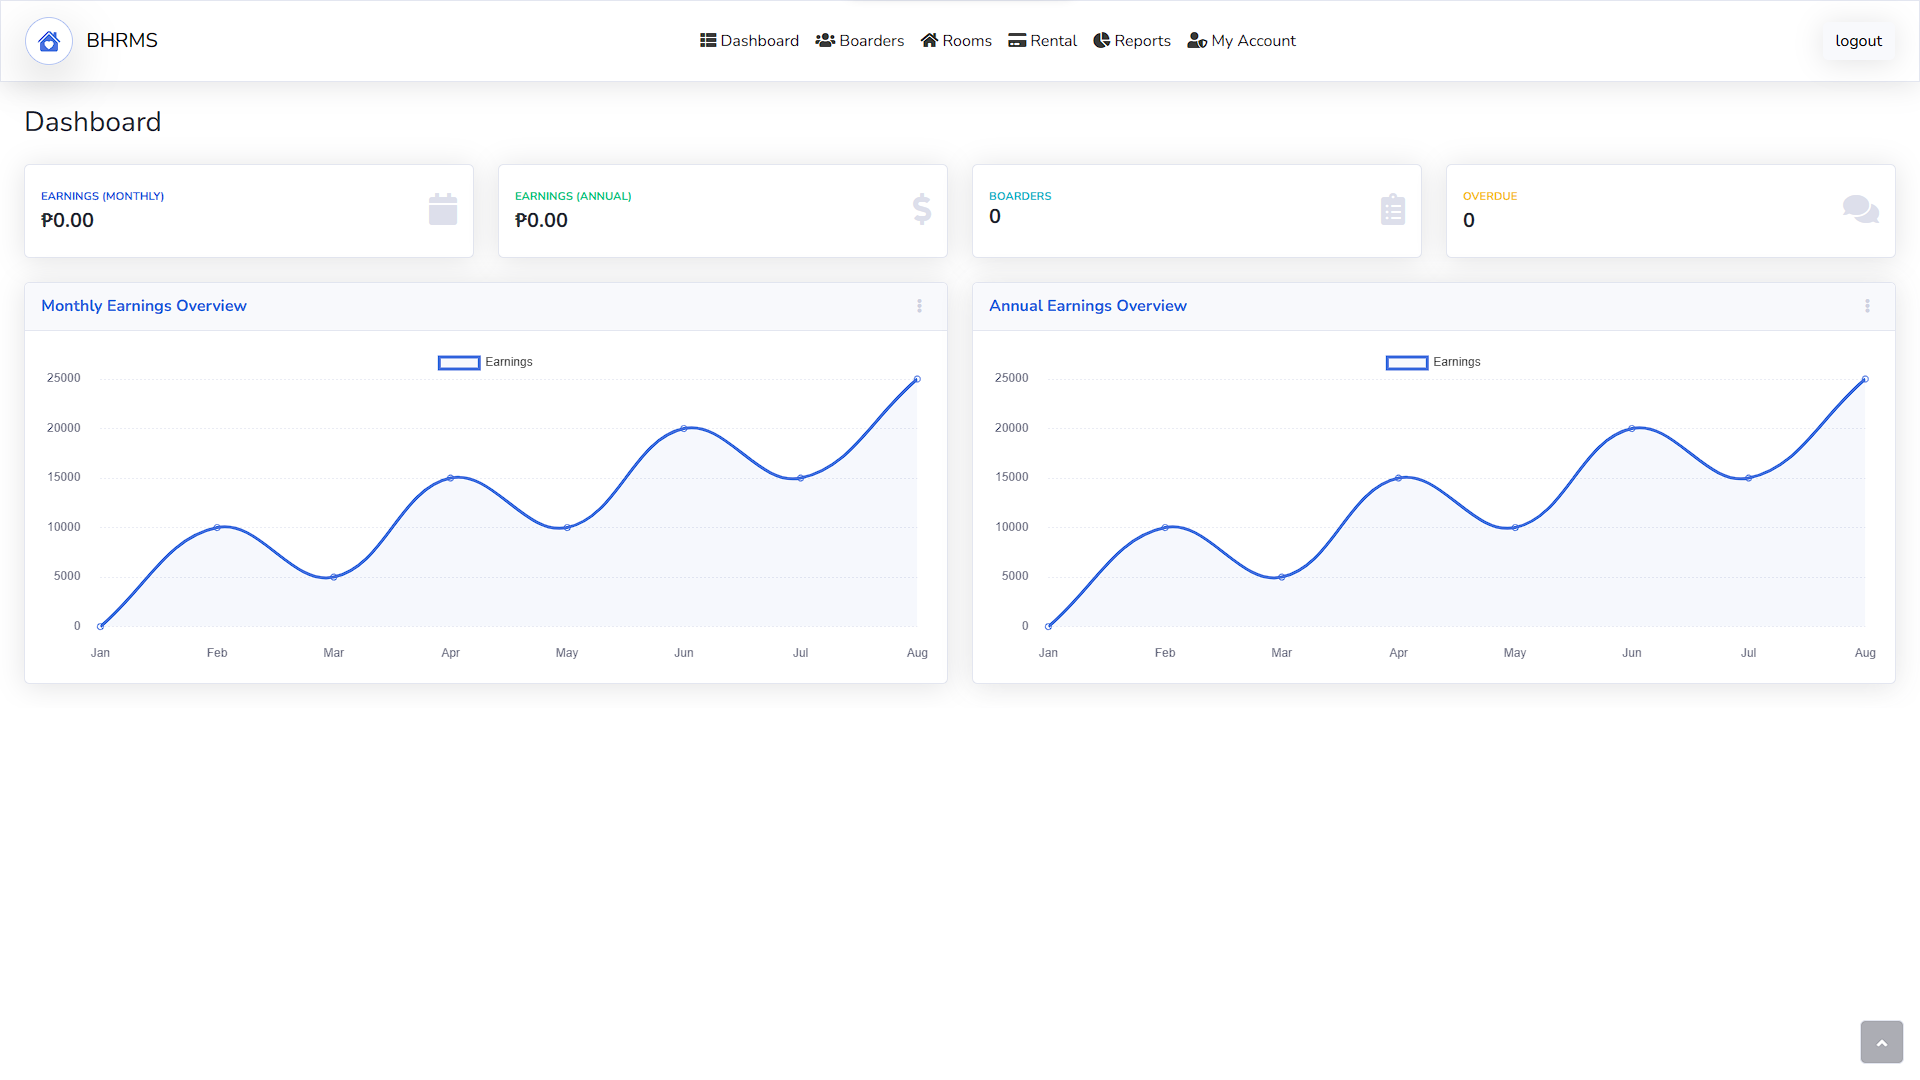 BHRMS
Dashboard Boarders Rooms Rental Reports My Account
logout
Dashboard
EARNINGS (MONTHLY)
₱0.00
EARNINGS (ANNUAL)
₱0.00
BOARDERS
0
OVERDUE
0
Monthly Earnings Overview
Earnings
25000
20000
15000
10000
5000
0
Jan Feb Mar Apr May Jun Jul Aug
Annual Earnings Overview
Earnings
25000
20000
15000
10000
5000
0
Jan Feb Mar Apr May Jun Jul Aug